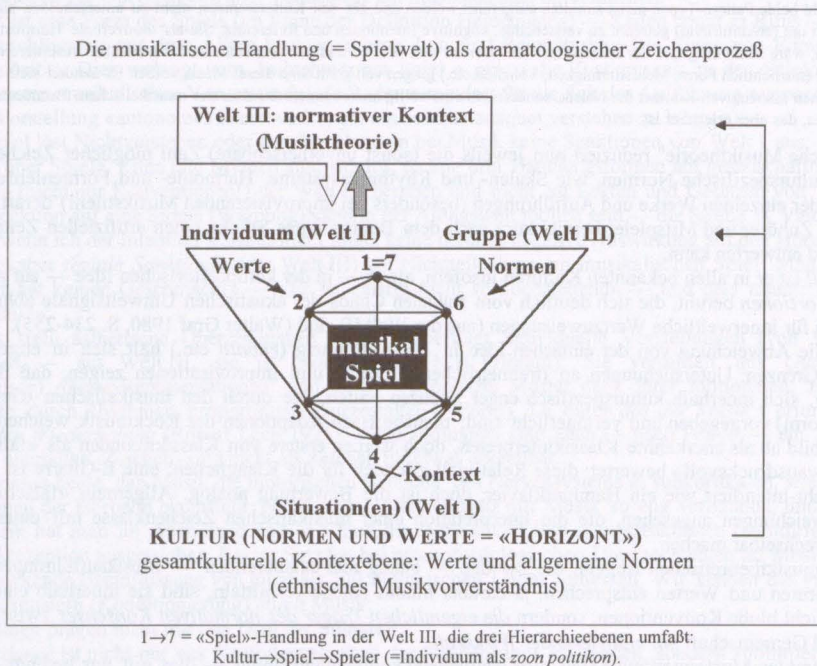 Die musikalische Handlung (= Spielwelt) als dramatologischer Zeichenprozeß
Welt III: normativer Kontext
(Musiktheorie)
Individuum (Welt II) Gruppe (Welt III)
Werte 1=7 Normen
2 6
musikal.
Spiel
3 5
4
Kontext
Situation(en) (Welt I)
KULTUR (NORMEN UND WERTE = «HORIZONT»)
gesamtkulturelle Kontextebene: Werte und allgemeine Normen
(ethnisches Musikverständnis)
1→7 = «Spiel»-Handlung in der Welt III, die drei Hierarchieebenen umfaßt:
Kultur→Spiel→Spieler (=Individuum als zoon politikon).